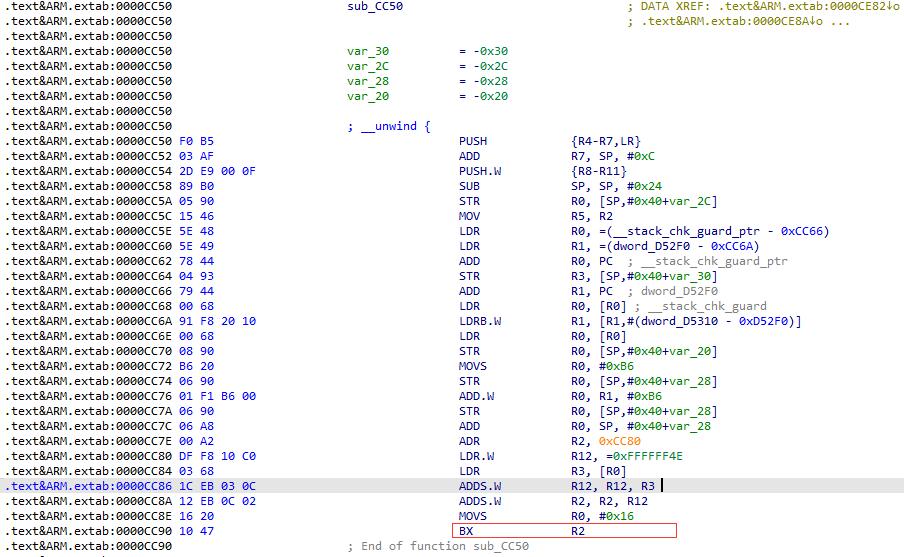 .text&ARM.extab:0000CC50 sub_CC50 ; DATA XREF: .text&ARM.extab:0000CE82↓o
.text&ARM.extab:0000CC50 ; .text&ARM.extab:0000CE8A↓o ...
.text&ARM.extab:0000CC50
.text&ARM.extab:0000CC50 var_30 = -0x30
.text&ARM.extab:0000CC50 var_2C = -0x2C
.text&ARM.extab:0000CC50 var_28 = -0x28
.text&ARM.extab:0000CC50 var_20 = -0x20
.text&ARM.extab:0000CC50
.text&ARM.extab:0000CC50 ; __unwind {
.text&ARM.extab:0000CC50 F0 B5 PUSH {R4-R7,LR}
.text&ARM.extab:0000CC52 03 AF ADD R7, SP, #0xC
.text&ARM.extab:0000CC54 2D E9 00 0F PUSH.W {R8-R11}
.text&ARM.extab:0000CC58 89 B0 SUB SP, SP, #0x24
.text&ARM.extab:0000CC5A 05 90 STR R0, [SP,#0x40+var_2C]
.text&ARM.extab:0000CC5C 15 46 MOV R5, R2
.text&ARM.extab:0000CC5E 5E 48 LDR R0, =(__stack_chk_guard_ptr - 0xCC66)
.text&ARM.extab:0000CC60 5E 49 LDR R1, =(dword_D52F0 - 0xCC6A)
.text&ARM.extab:0000CC62 78 44 ADD R0, PC ; __stack_chk_guard_ptr
.text&ARM.extab:0000CC64 04 93 STR R3, [SP,#0x40+var_30]
.text&ARM.extab:0000CC66 79 44 ADD R1, PC ; dword_D52F0
.text&ARM.extab:0000CC68 00 68 LDR R0, [R0] ; __stack_chk_guard
.text&ARM.extab:0000CC6A 91 F8 20 10 LDRB.W R1, [R1,#(dword_D5310 - 0xD52F0)]
.text&ARM.extab:0000CC6E 00 68 LDR R0, [R0]
.text&ARM.extab:0000CC70 08 90 STR R0, [SP,#0x40+var_20]
.text&ARM.extab:0000CC72 B6 20 MOVS R0, #0xB6
.text&ARM.extab:0000CC74 06 90 STR R0, [SP,#0x40+var_28]
.text&ARM.extab:0000CC76 01 F1 B6 00 ADD.W R0, R1, #0xB6
.text&ARM.extab:0000CC7A 06 90 STR R0, [SP,#0x40+var_28]
.text&ARM.extab:0000CC7C 06 A8 ADD R0, SP, #0x40+var_28
.text&ARM.extab:0000CC7E 00 A2 ADR R2, 0xCC80
.text&ARM.extab:0000CC80 DF F8 10 C0 LDR.W R12, =0xFFFFFF4E
.text&ARM.extab:0000CC84 03 68 LDR R3, [R0]
.text&ARM.extab:0000CC86 1C EB 03 0C ADDS.W R12, R12, R3
.text&ARM.extab:0000CC8A 12 EB 0C 02 ADDS.W R2, R2, R12
.text&ARM.extab:0000CC8E 16 20 MOVS R0, #0x16
.text&ARM.extab:0000CC90 10 47 BX R2
.text&ARM.extab:0000CC90 ; End of function sub_CC50